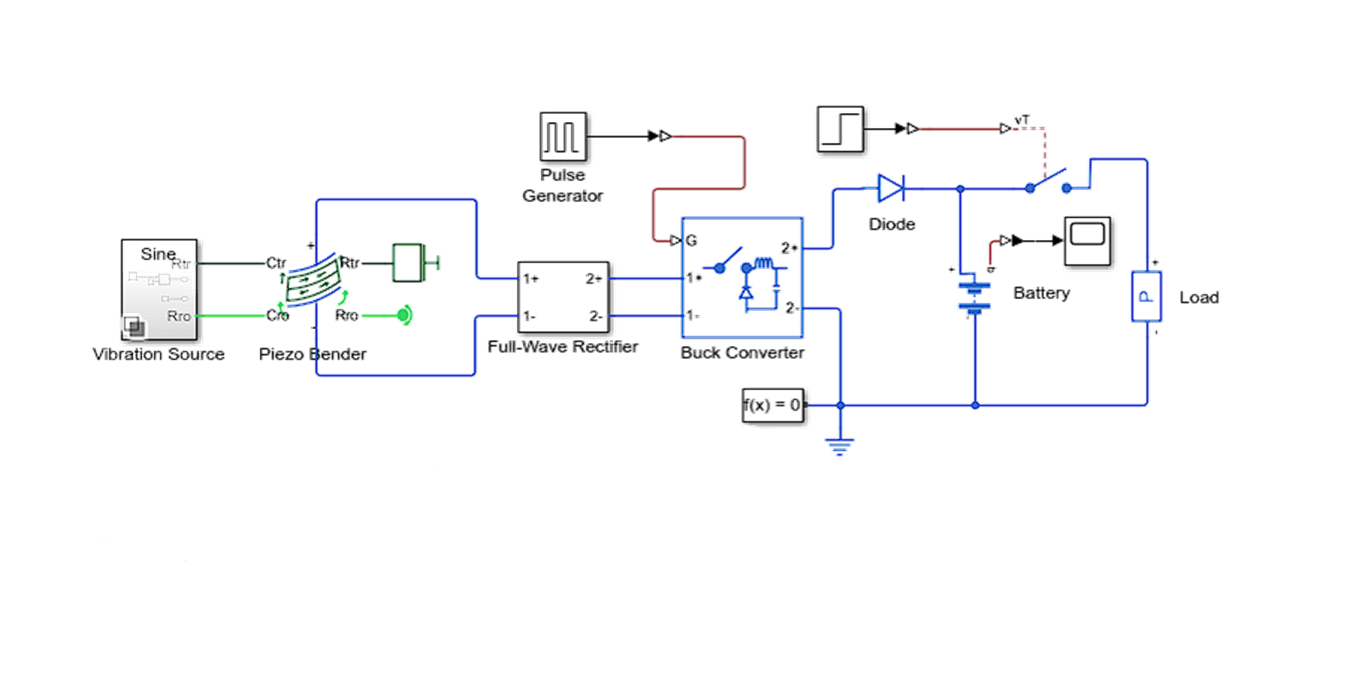 vT
Pulse
Generator
Diode
G
2+
Sine
Rtr
Ctr
Rtr
+
1+
2+
1+
+
+
q
Battery
P
Load
Rro
Cro
Rro
-
1-
2-
1-
2-
-
-
Vibration Source
Piezo Bender
Full-Wave Rectifier
Buck Converter
f(x) = 0